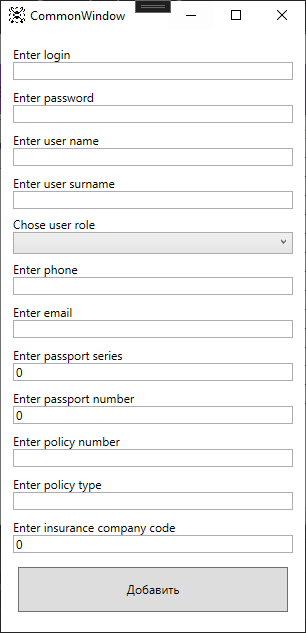 CommonWindow
Enter login
Enter password
Enter user name
Enter user surname
Chose user role
Enter phone
Enter email
Enter passport series
0
Enter passport number
0
Enter policy number
Enter policy type
Enter insurance company code
0
Добавить